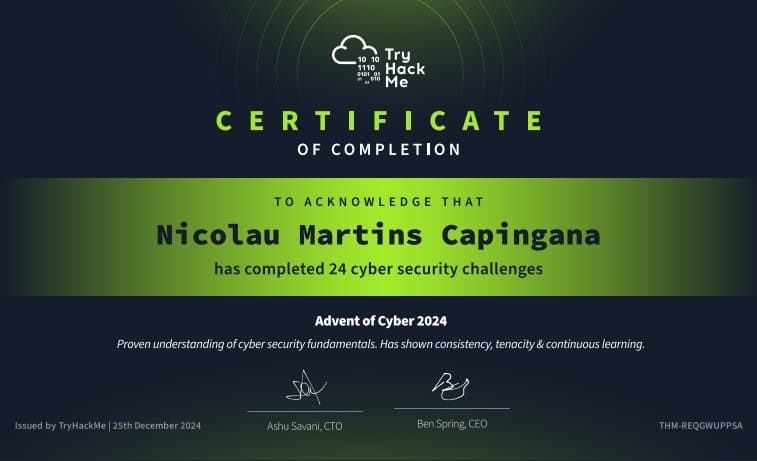 10 10
1110
0101 01
010
Try
Hack
Me
CERTIFICATE
OF COMPLETION
TO ACKNOWLEDGE THAT
Nicolau Martins Capingana
has completed 24 cyber security challenges
Advent of Cyber 2024
Proven understanding of cyber security fundamentals. Has shown consistency, tenacity & continuous learning.
Ashu Savani, CTO
Ben Spring, CEO
Issued by TryHackMe | 25th December 2024
THM-REQGWUPPSA